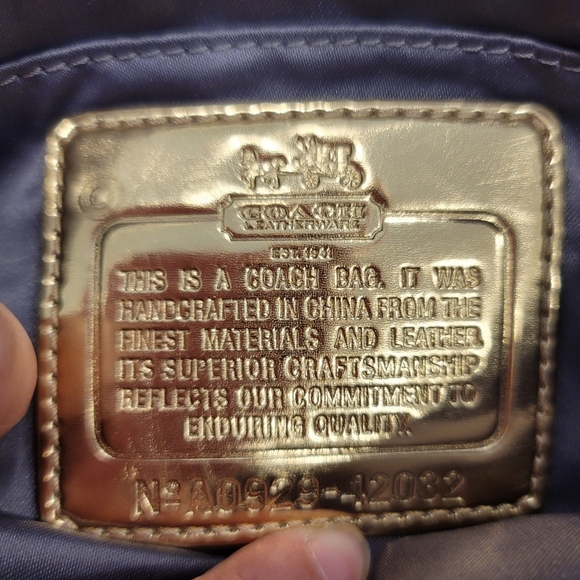 COACH
LEATHERWARE
EST. 1941
THIS IS A COACH BAG. IT WAS
HANDCRAFTED IN CHINA FROM THE
FINEST MATERIALS AND LEATHER.
ITS SUPERIOR CRAFTSMANSHIP
REFLECTS OUR COMMITMENT TO
ENDURING QUALITY.
Nº A0929-42032